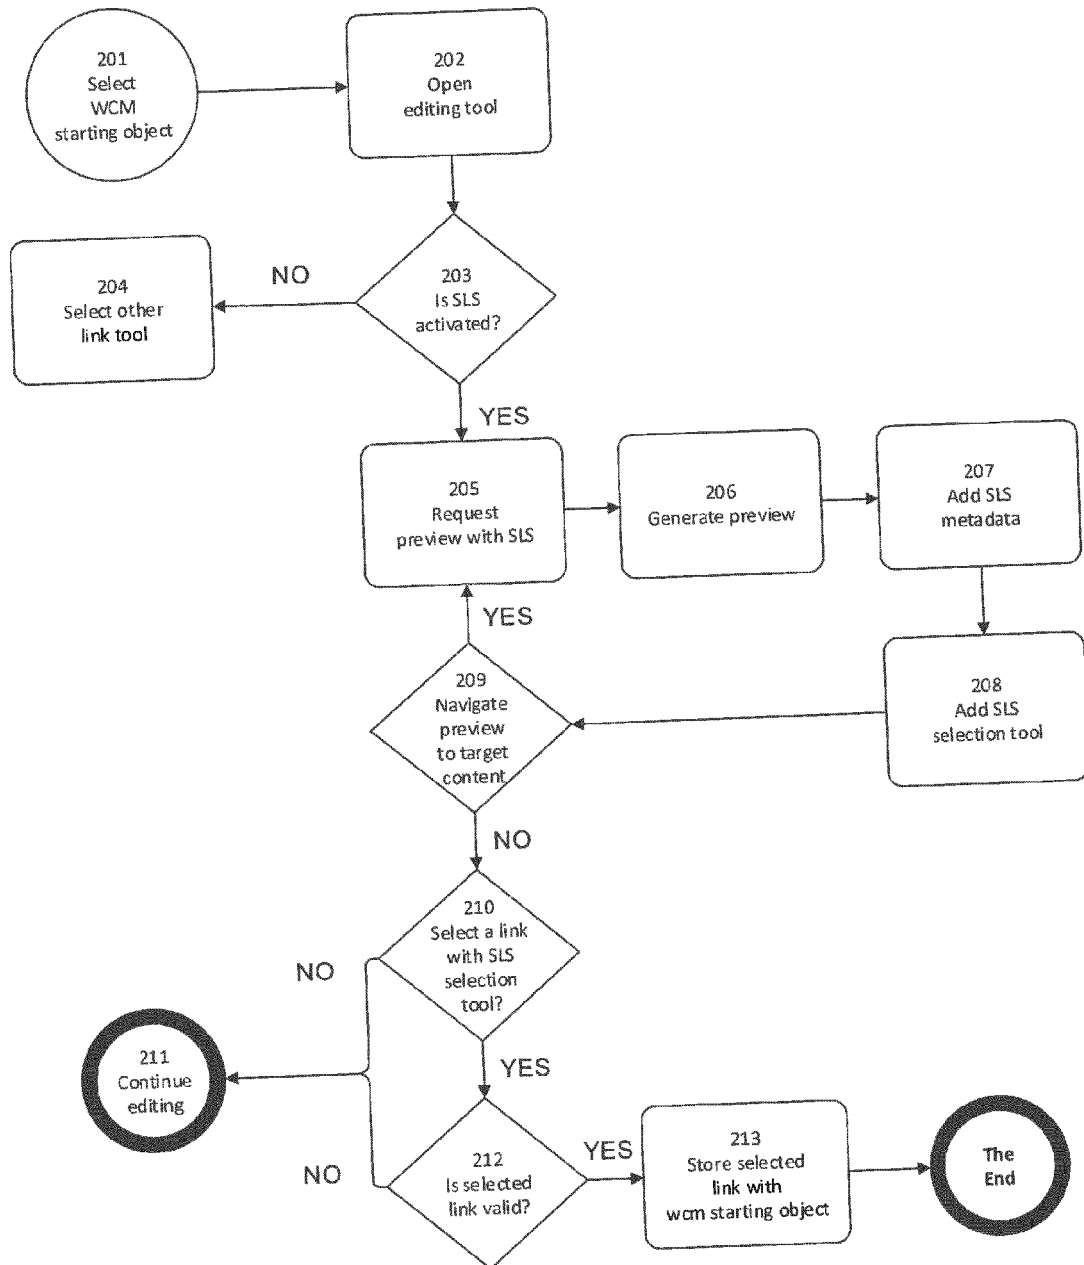 201
Select
WCM
starting object
202
Open
editing tool
203
Is SLS
activated?
NO
204
Select other
link tool
YES
205
Request
preview with SLS
206
Generate preview
207
Add SLS
metadata
208
Add SLS
selection tool
YES
209
Navigate
preview
to target
content
NO
210
Select a link
with SLS
selection
tool?
NO
211
Continue
editing
YES
212
Is selected
link valid?
NO
YES
213
Store selected
link with
wcm starting object
The
End